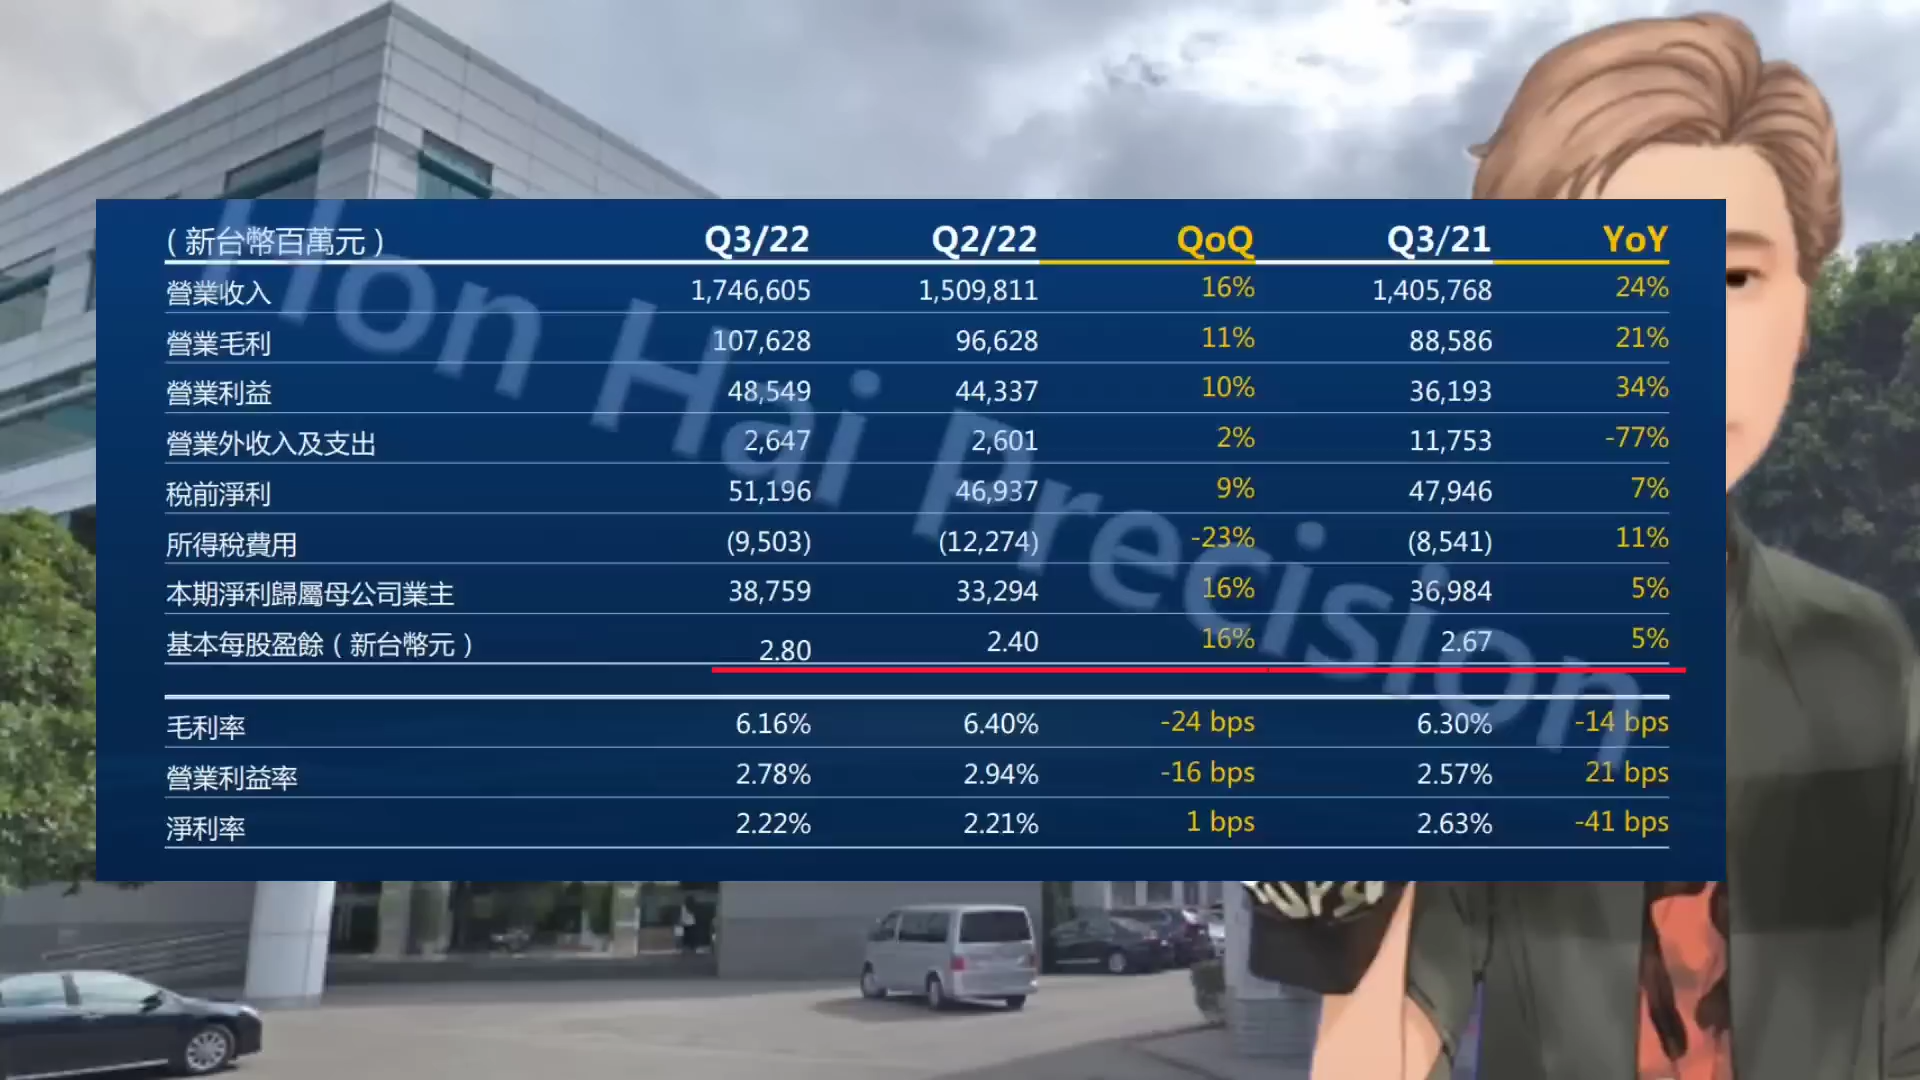 （新台幣百萬元） Q3/22 Q2/22 QoQ Q3/21 YoY
營業收入 1,746,605 1,509,811 16% 1,405,768 24%
營業毛利 107,628 96,628 11% 88,586 21%
營業利益 48,549 44,337 10% 36,193 34%
營業外收入及支出 2,647 2,601 2% 11,753 -77%
稅前淨利 51,196 46,937 9% 47,946 7%
所得稅費用 (9,503) (12,274) -23% (8,541) 11%
本期淨利歸屬母公司業主 38,759 33,294 16% 36,984 5%
基本每股盈餘（新台幣元） 2.80 2.40 16% 2.67 5%
毛利率 6.16% 6.40% -24 bps 6.30% -14 bps
營業利益率 2.78% 2.94% -16 bps 2.57% 21 bps
淨利率 2.22% 2.21% 1 bps 2.63% -41 bps
Hon Hai Precision